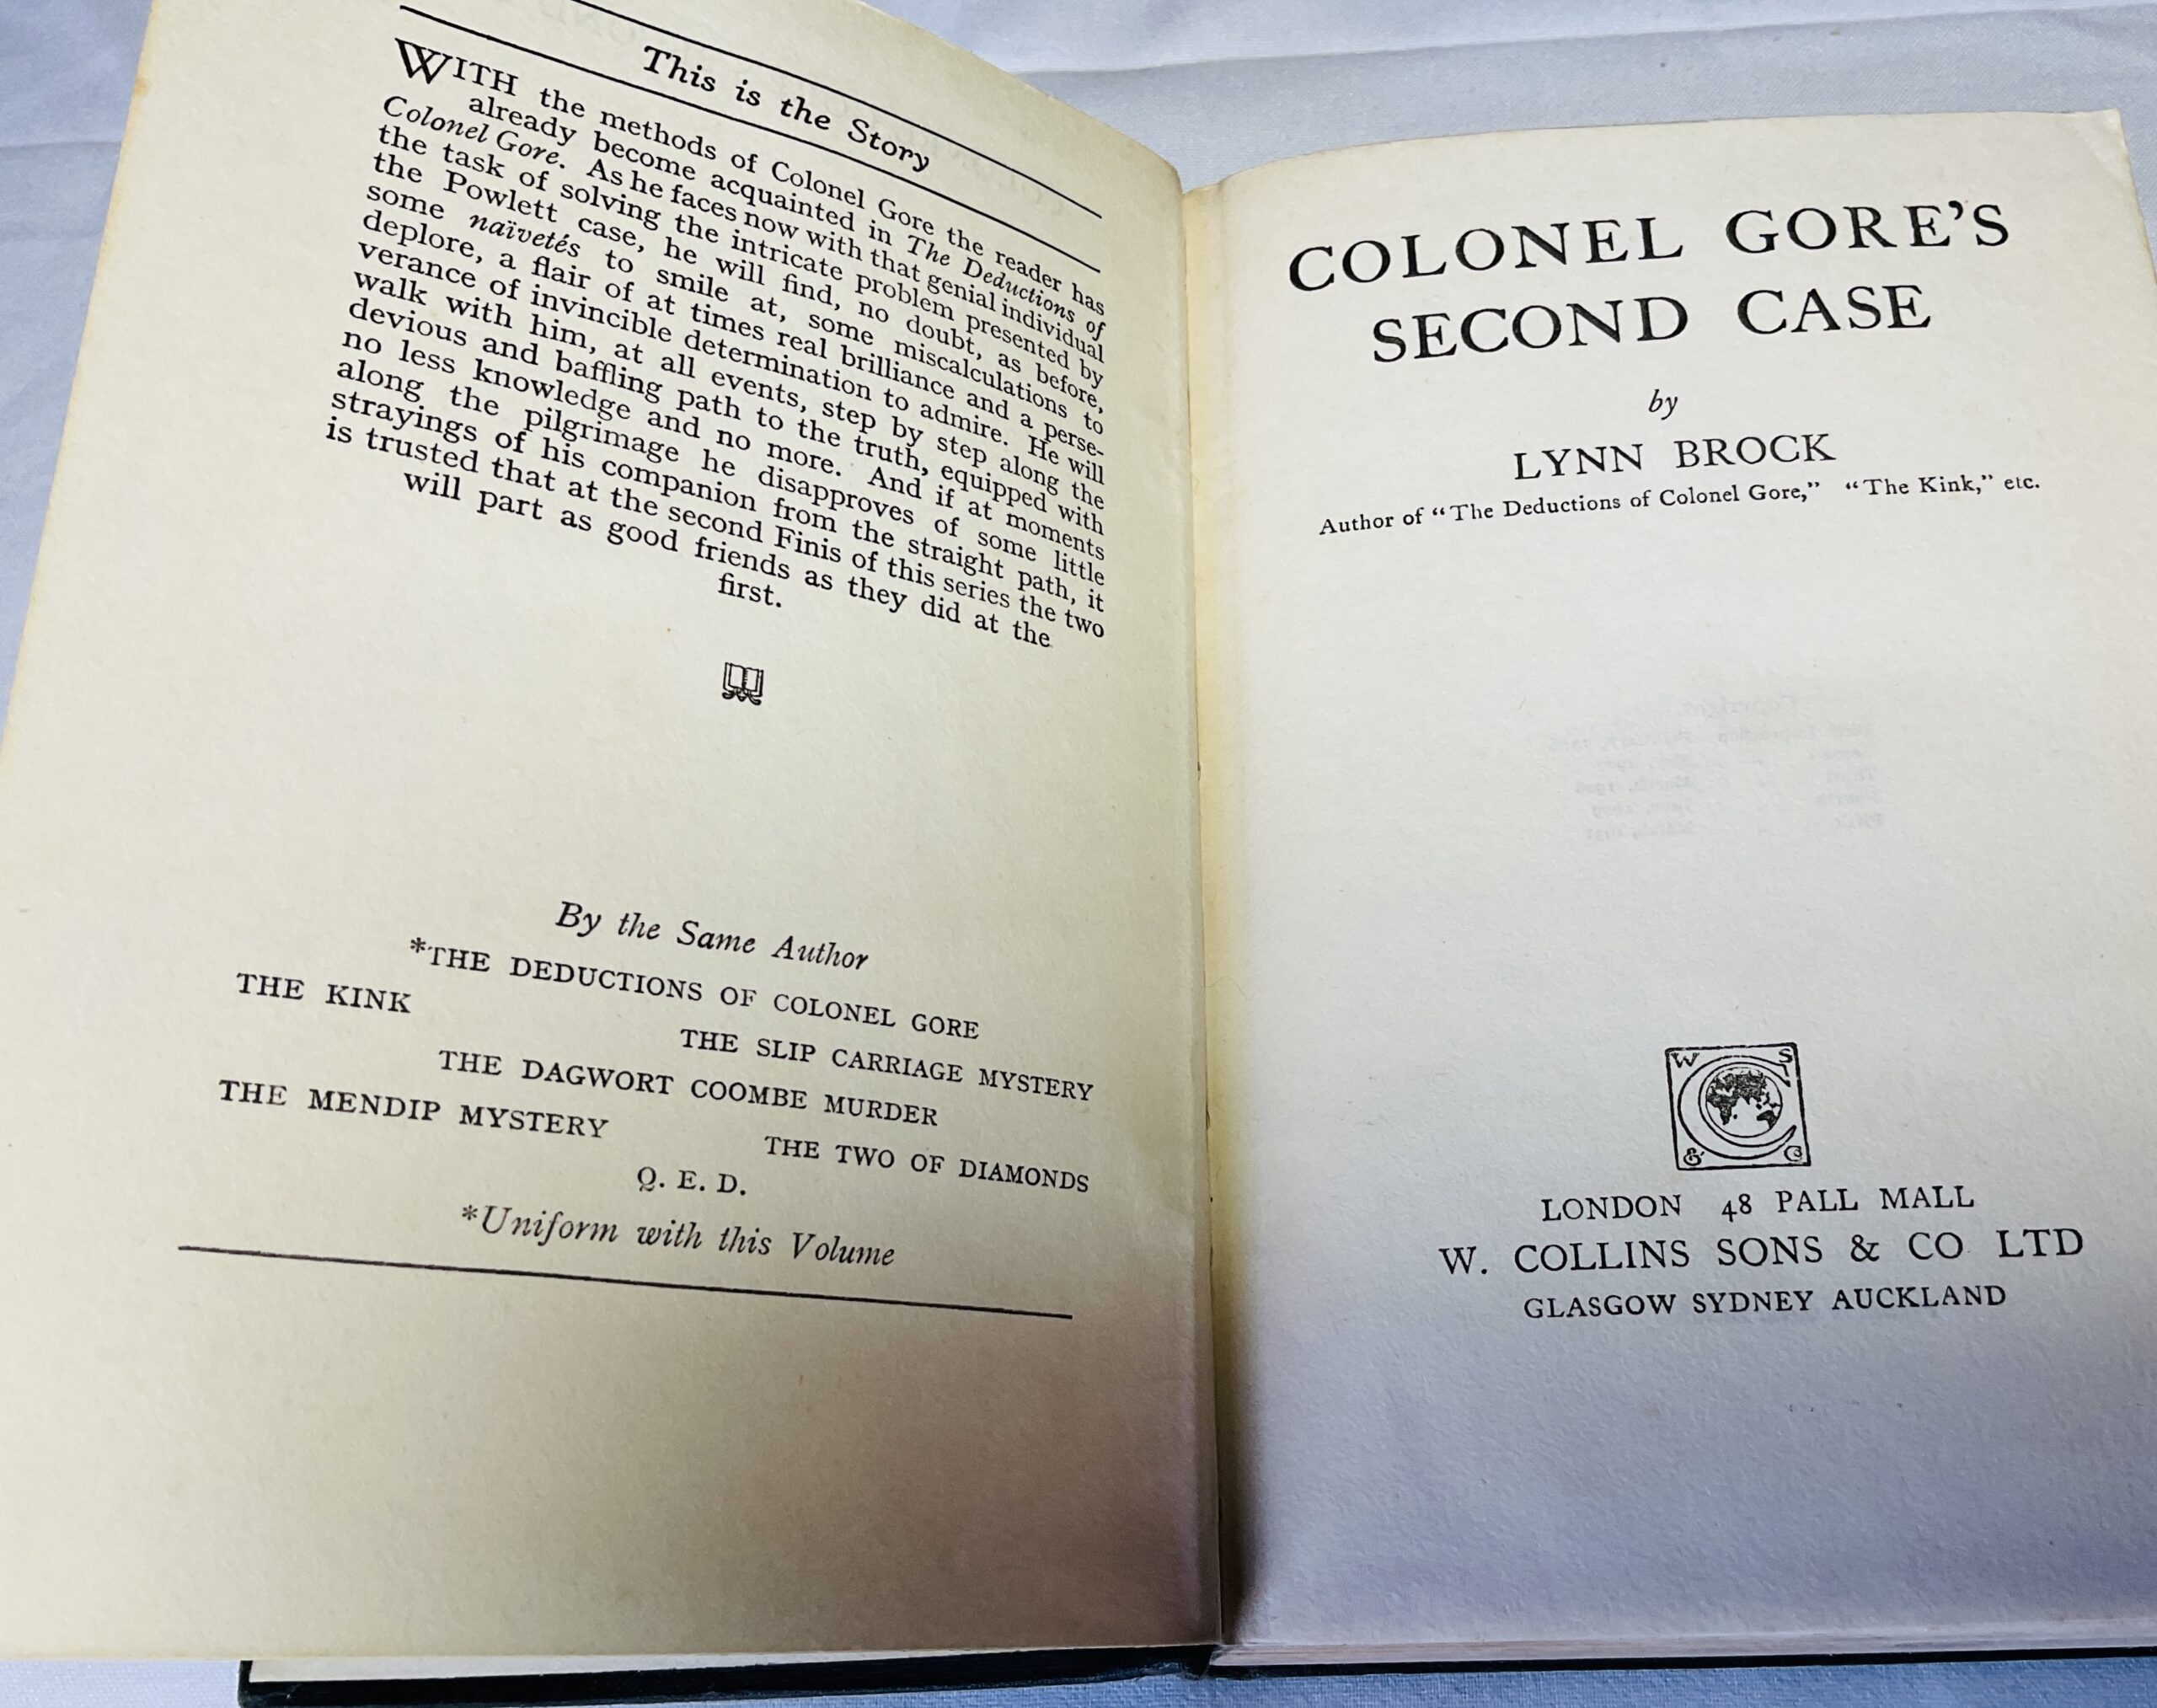 This is the Story
WITH the methods of Colonel Gore the reader has
already become acquainted in The Deductions of
Colonel Gore. As he faces now with that genial individual
the task of solving the intricate problem presented by
the Powlett case, he will find, no doubt, as before,
some naïvetés to smile at, some miscalculations to
deplore, a flair of at times real brilliance and a perse-
verance of invincible determination to admire. He will
walk with him, at all events, step by step along the
devious and baffling path to the truth, equipped with
no less knowledge and no more. And if at moments
along the pilgrimage he disapproves of some little
strayings of his companion from the straight path, it
is trusted that at the second Finis of this series the two
will part as good friends as they did at the
first.
By the Same Author
*THE DEDUCTIONS OF COLONEL GORE
THE KINK
THE SLIP CARRIAGE MYSTERY
THE DAGWORT COOMBE MURDER
THE MENDIP MYSTERY
THE TWO OF DIAMONDS
Q. E. D.
*Uniform with this Volume
COLONEL GORE'S
SECOND CASE
by
LYNN BROCK
Author of "The Deductions of Colonel Gore," "The Kink," etc.
W S
& C
LONDON 48 PALL MALL
W. COLLINS SONS & CO LTD
GLASGOW SYDNEY AUCKLAND